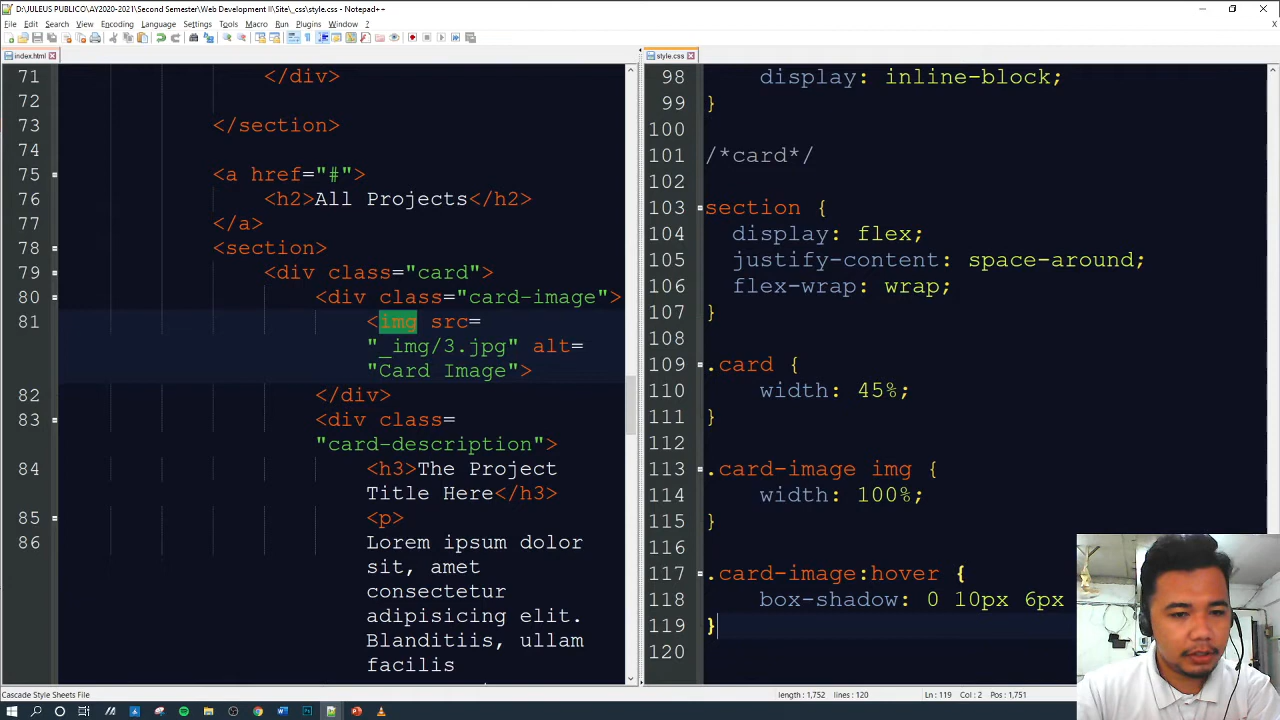 D:\JULEUS PUBLICO\AY2020-2021\Second Semester\Web Development II\Site\_css\style.css - Notepad++
File Edit Search View Encoding Language Settings Tools Macro Run Plugins Window ?
index.html
71 </div>
72
73 </section>
74
75 <a href="#">
76 <h2>All Projects</h2>
77 </a>
78 <section>
79 <div class="card">
80 <div class="card-image">
81 <img src=
"_img/3.jpg" alt=
"Card Image">
82 </div>
83 <div class=
"card-description">
84 <h3>The Project
Title Here</h3>
85 <p>
86 Lorem ipsum dolor
sit, amet
consectetur
adipisicing elit.
Blanditiis, ullam
facilis
style.css
98 display: inline-block;
99 }
100
101 /*card*/
102
103 section {
104 display: flex;
105 justify-content: space-around;
106 flex-wrap: wrap;
107 }
108
109 .card {
110 width: 45%;
111 }
112
113 .card-image img {
114 width: 100%;
115 }
116
117 .card-image:hover {
118 box-shadow: 0 10px 6px
119 }
120
Cascade Style Sheets File
length : 1,752 lines : 120
Ln : 119 Col : 2 Pos : 1,751